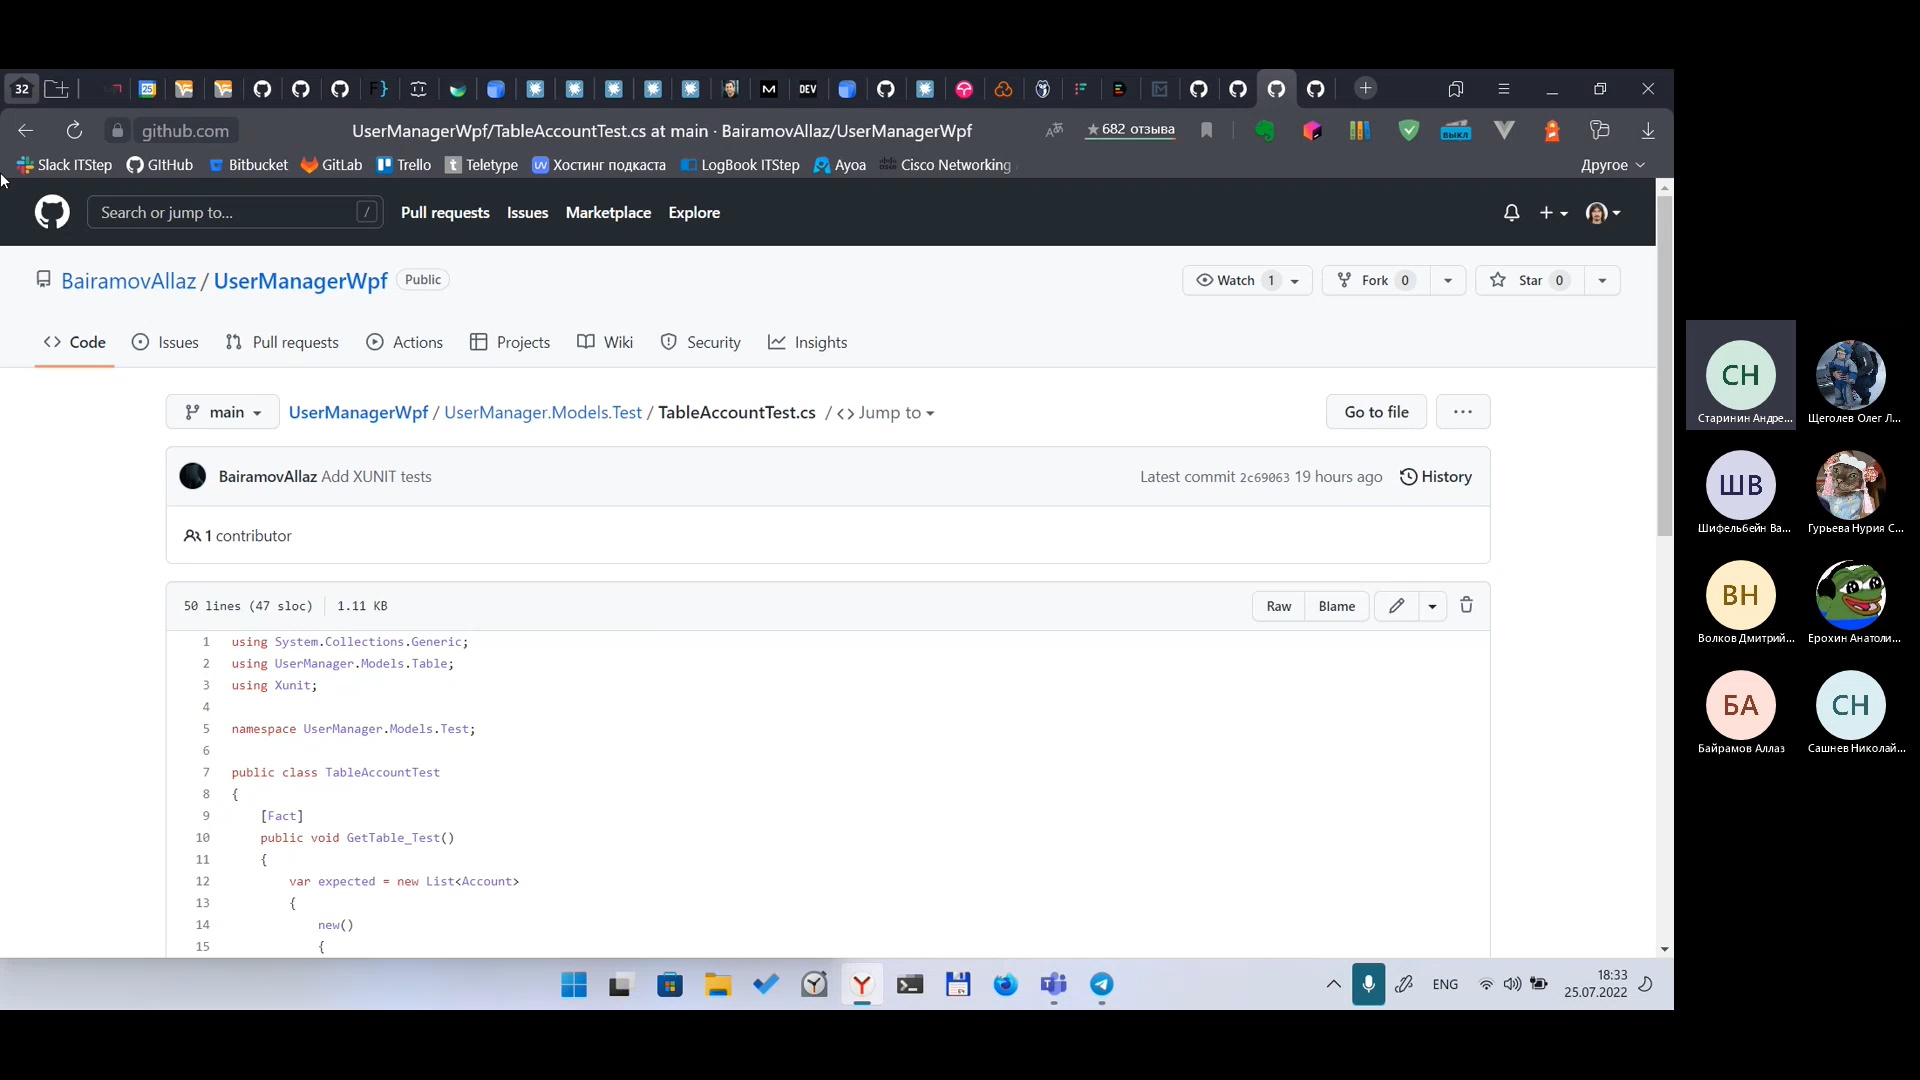 32
25
DEV
github.com
UserManagerWpf/TableAccountTest.cs at main · BairamovAllaz/UserManagerWpf
★682 отзыва
ВЫКЛ
Slack ITStep
GItHub
Bitbucket
GitLab
Trello
Teletype
Хостинг подкаста
LogBook ITStep
Ayoa
Cisco Networking
Другое
Search or jump to...
/
Pull requests
Issues
Marketplace
Explore
BairamovAllaz / UserManagerWpf
Public
Watch 1
Fork 0
Star 0
Code
Issues
Pull requests
Actions
Projects
Wiki
Security
Insights
main
UserManagerWpf / UserManager.Models.Test / TableAccountTest.cs / <> Jump to
Go to file
...
BairamovAllaz Add XUNIT tests
Latest commit 2c69063 19 hours ago
History
1 contributor
50 lines (47 sloc)
1.11 KB
Raw
Blame
1 using System.Collections.Generic;
2 using UserManager.Models.Table;
3 using Xunit;
4
5 namespace UserManager.Models.Test;
6
7 public class TableAccountTest
8 {
9 [Fact]
10 public void GetTable_Test()
11 {
12 var expected = new List<Account>
13 {
14 new()
15 {
ENG
18:33
25.07.2022
СН
Старинин Андре...
Щеголев Олег Л...
ШВ
Шифельбейн Ва...
Гурьева Нурия С...
ВН
Волков Дмитрий...
Ерохин Анатоли...
БА
Байрамов Аллаз
СН
Сашнев Николай...